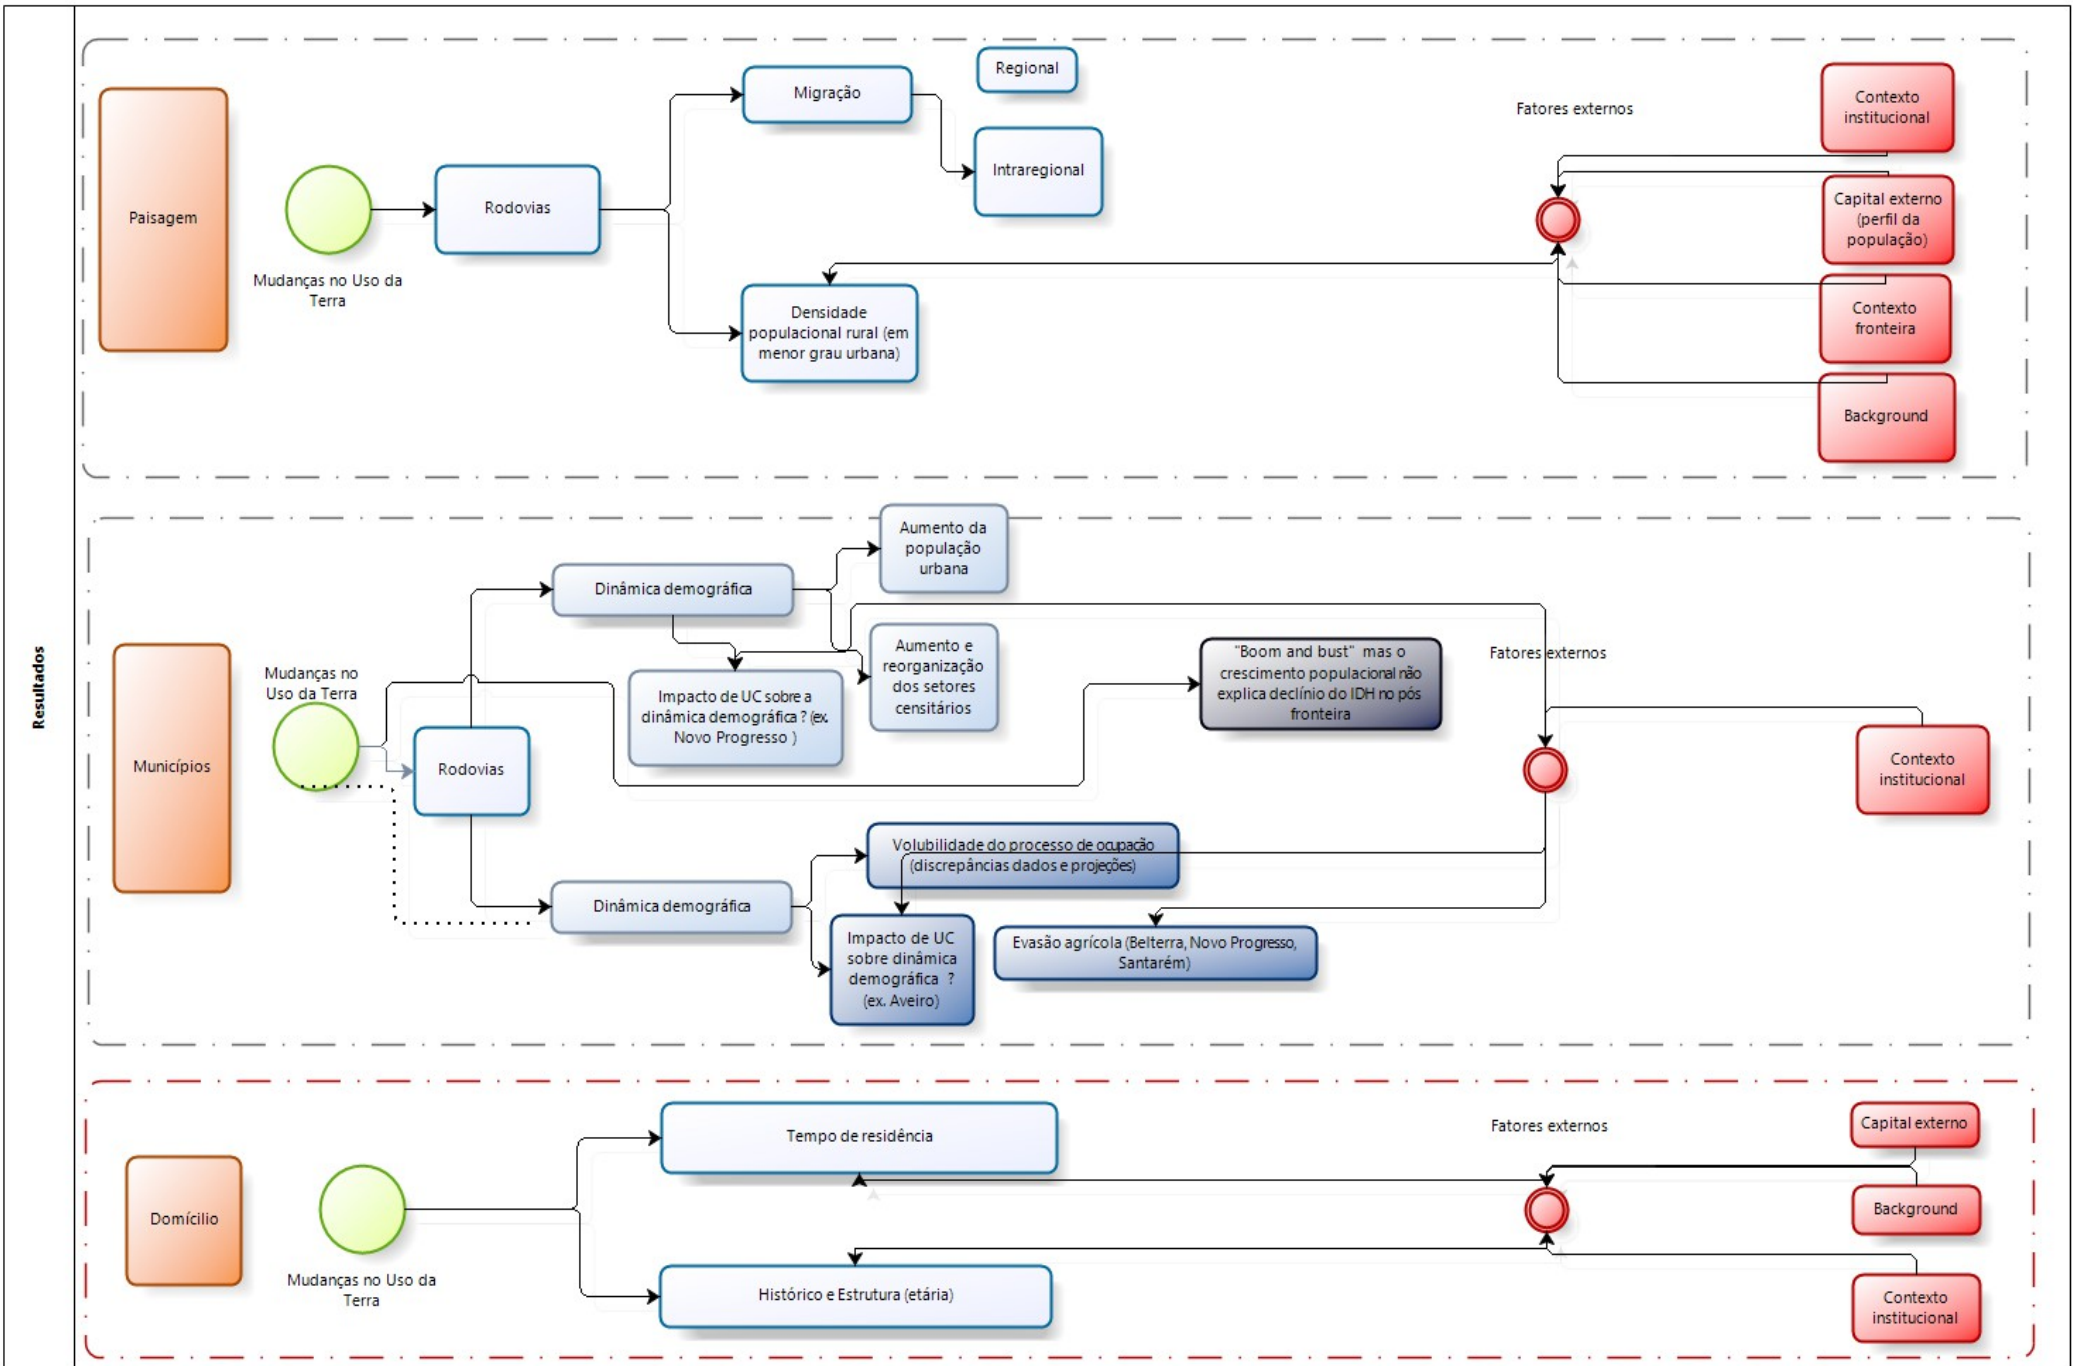 Resultados
Paisagem
Mudanças no Uso da
Terra
Rodovias
Migração
Regional
Intraregional
Densidade
populacional rural (em
menor grau urbana)
Fatores externos
Contexto
institucional
Capital externo
(perfil da
população)
Contexto
fronteira
Background
Municípios
Mudanças no
Uso da Terra
Rodovias
Dinâmica demográfica
Aumento da
população
urbana
Impacto de UC sobre a
dinâmica demográfica ? (ex.
Novo Progresso )
Aumento e
reorganização
dos setores
censitários
"Boom and bust" mas o
crescimento populacional não
explica declínio do IDH no pós
fronteira
Fatores externos
Contexto
institucional
Dinâmica demográfica
Volubilidade do processo de ocupação
(discrepâncias dados e projeções)
Impacto de UC
sobre dinâmica
demográfica ?
(ex. Aveiro)
Evasão agrícola (Belterra, Novo Progresso,
Santarém)
Domícilio
Mudanças no Uso da
Terra
Tempo de residência
Histórico e Estrutura (etária)
Fatores externos
Capital externo
Background
Contexto
institucional